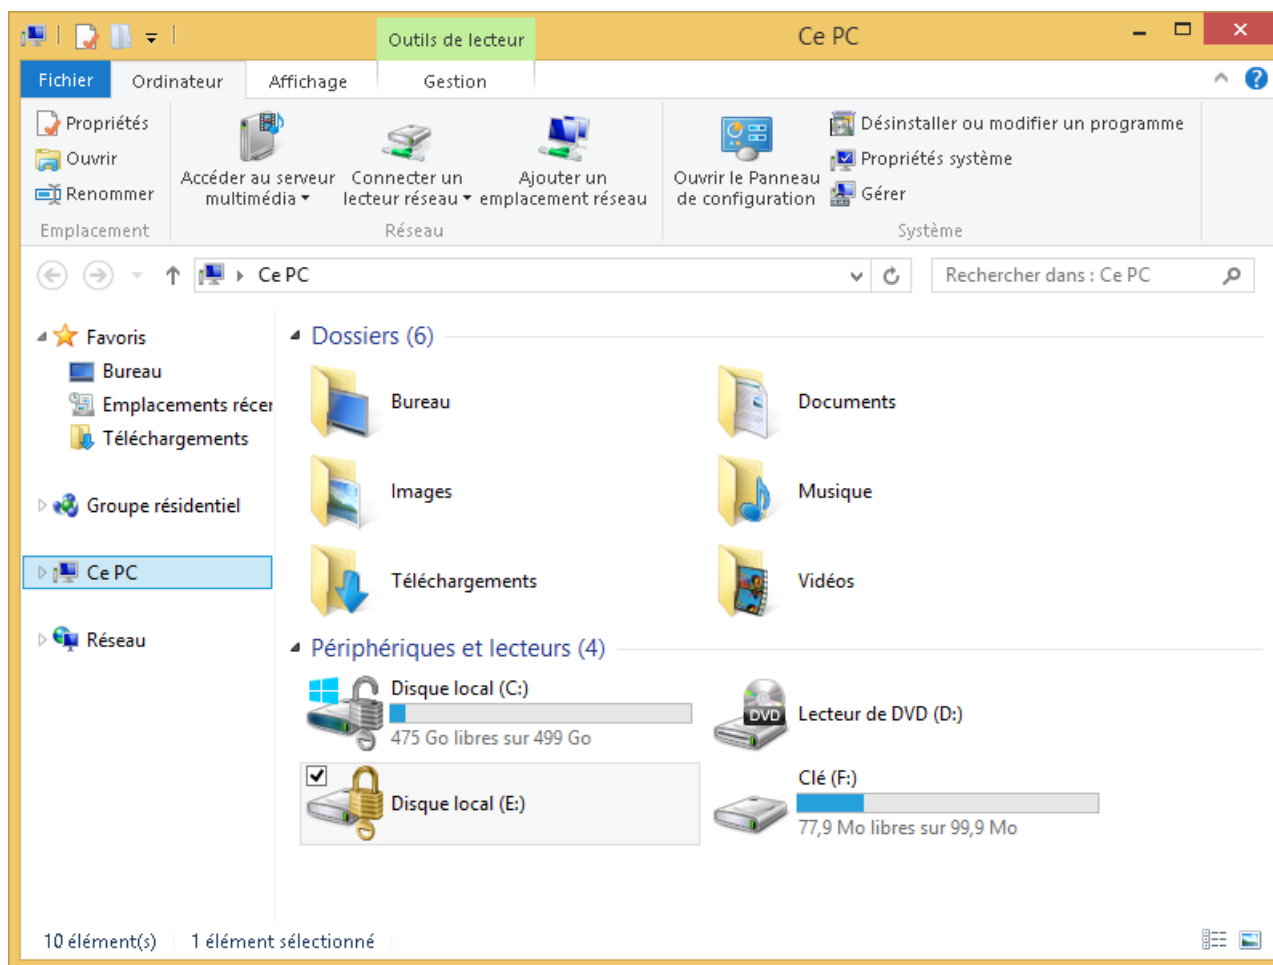 Outils de lecteur
Ce PC
Fichier
Ordinateur
Affichage
Gestion
Propriétés
Ouvrir
Renommer
Emplacement
Accéder au serveur
multimédia
Connecter un
lecteur réseau
Ajouter un
emplacement réseau
Réseau
Ouvrir le Panneau
de configuration
Désinstaller ou modifier un programme
Propriétés système
Gérer
Système
Ce PC
Rechercher dans : Ce PC
Favoris
Bureau
Emplacements récer
Téléchargements
Groupe résidentiel
Ce PC
Réseau
Dossiers (6)
Bureau
Documents
Images
Musique
Téléchargements
Vidéos
Périphériques et lecteurs (4)
Disque local (C:)
475 Go libres sur 499 Go
DVD
Lecteur de DVD (D:)
Disque local (E:)
Clé (F:)
77,9 Mo libres sur 99,9 Mo
10 élément(s)
1 élément sélectionné